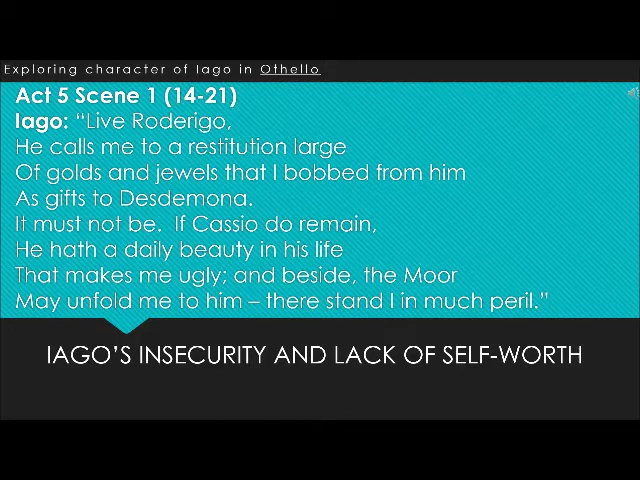 Exploring character of Iago in Othello
Act 5 Scene 1 (14-21)
Iago: “Live Roderigo,
He calls me to a restitution large
Of golds and jewels that I bobbed from him
As gifts to Desdemona.
It must not be. If Cassio do remain,
He hath a daily beauty in his life
That makes me ugly; and beside, the Moor
May unfold me to him – there stand I in much peril.”
IAGO’S INSECURITY AND LACK OF SELF-WORTH